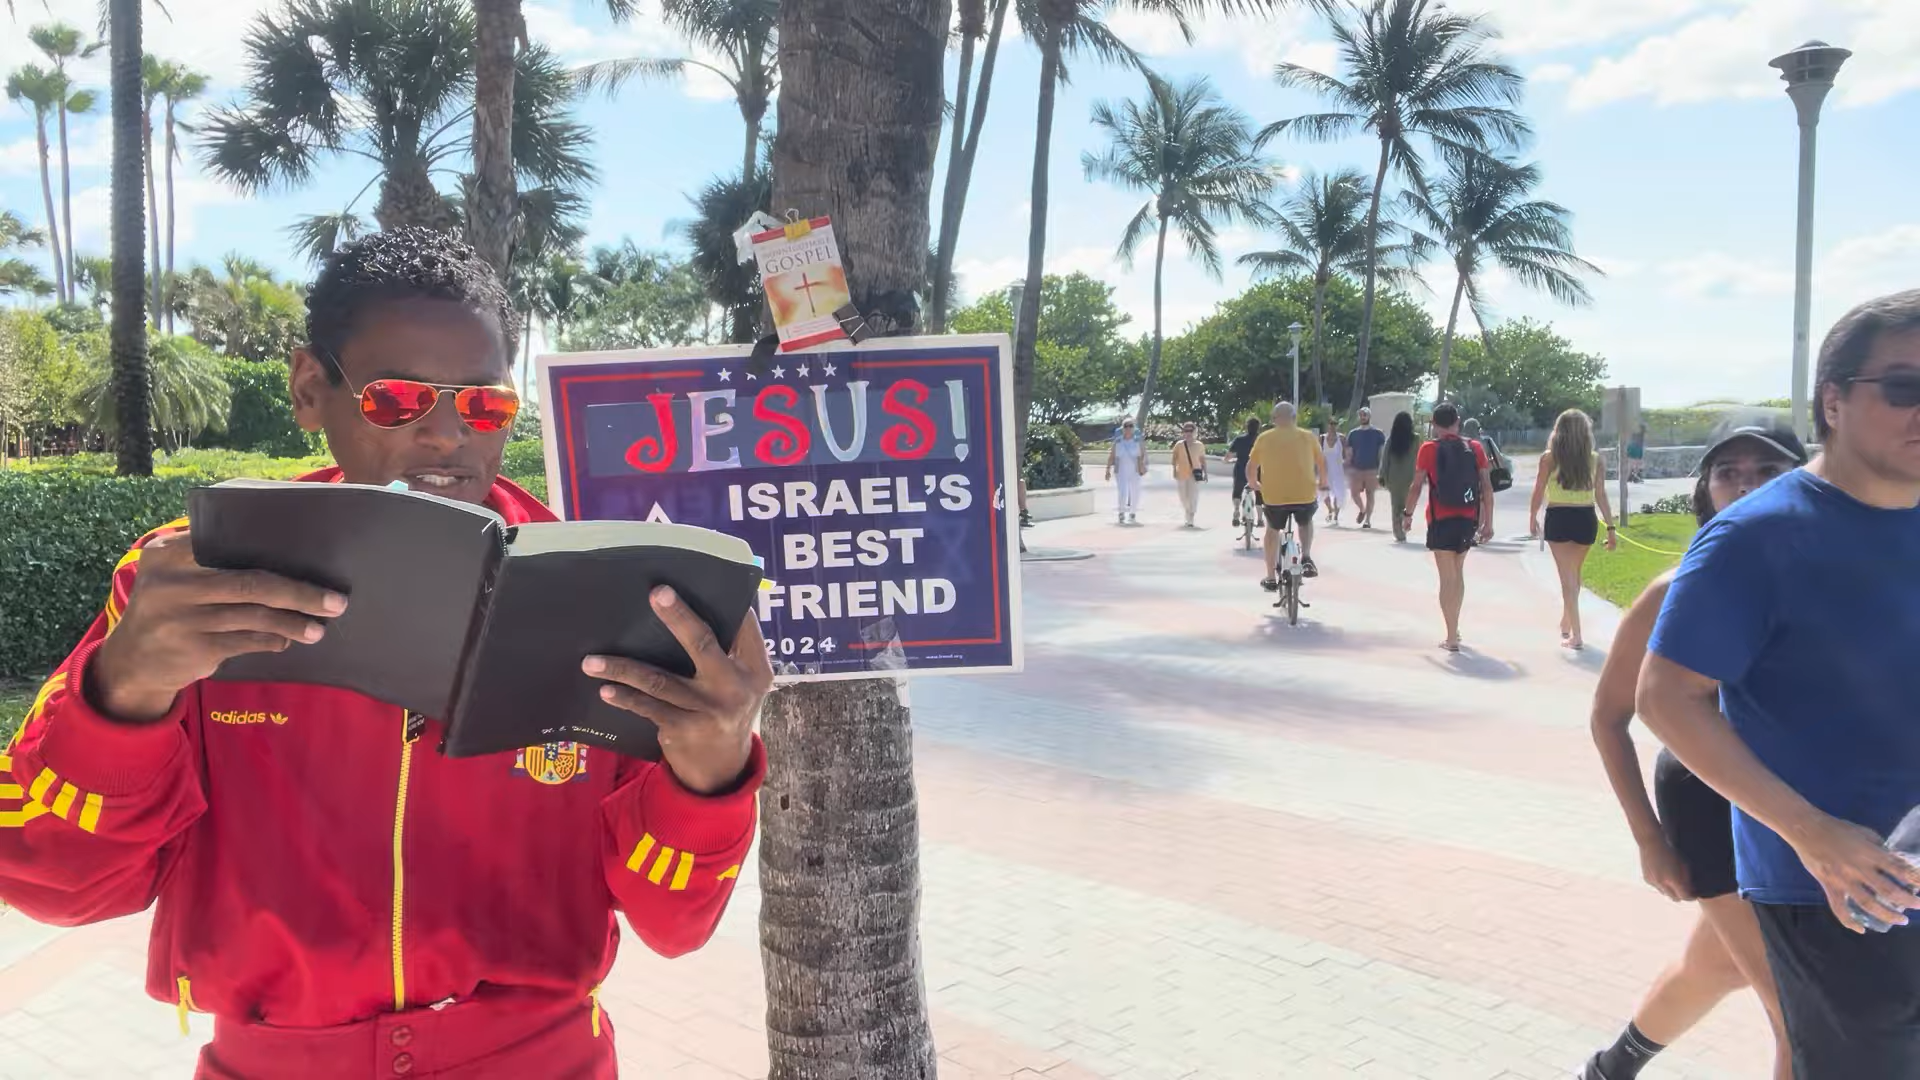 GOSPEL
JESUS!
ISRAEL'S
BEST
FRIEND
2024
adidas